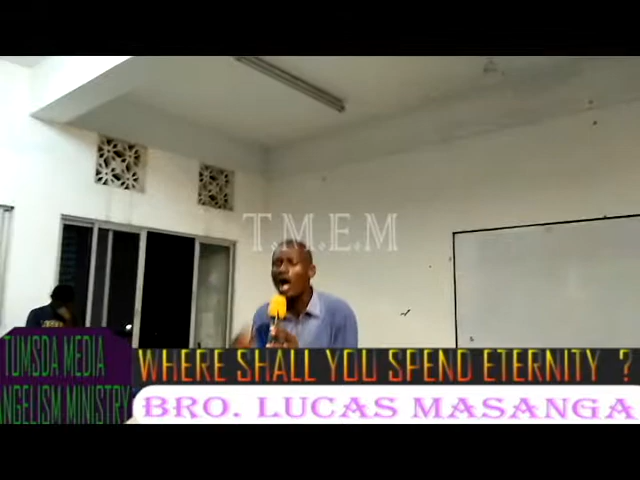 T.M.E.M
TUMSDA MEDIA
ANGELISM MINISTRY
WHERE SHALL YOU SPEND ETERNITY ?
BRO. LUCAS MASANGA